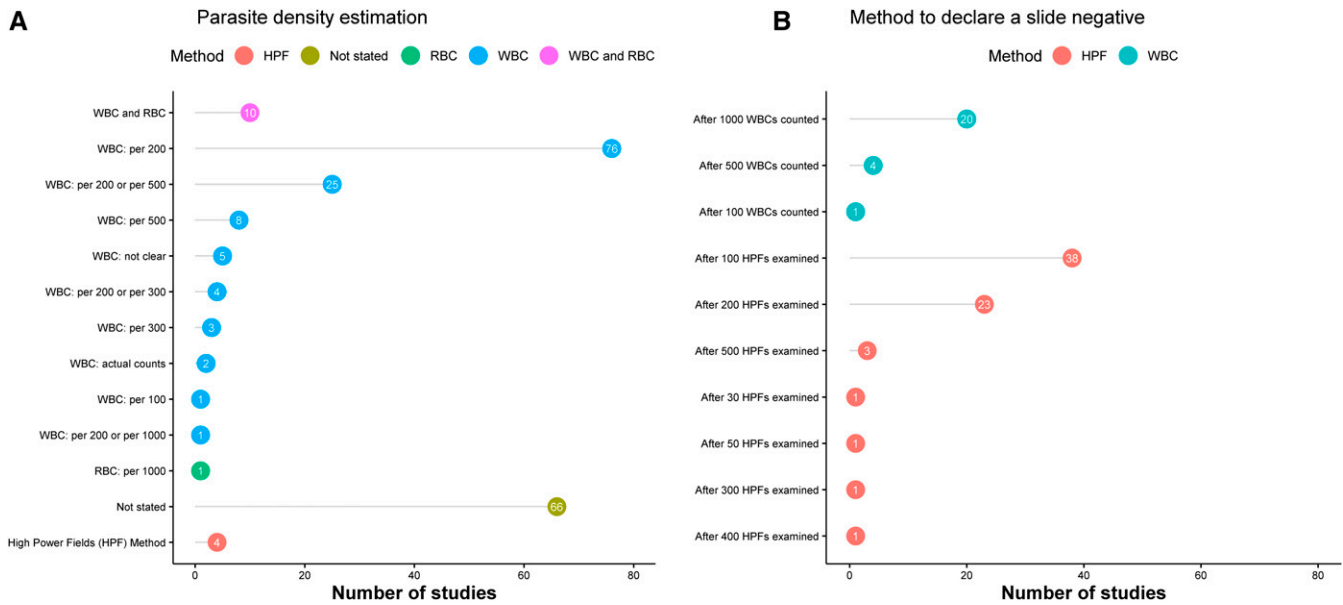 A
Parasite density estimation
Method HPF Not stated RBC WBC WBC and RBC
WBC and RBC 10
WBC: per 200 76
WBC: per 200 or per 500 25
WBC: per 500 8
WBC: not clear 5
WBC: per 200 or per 300 4
WBC: per 300 3
WBC: actual counts 2
WBC: per 100 1
WBC: per 200 or per 1000 1
RBC: per 1000 1
Not stated 66
High Power Fields (HPF) Method 4
0 20 40 60 80
Number of studies
B
Method to declare a slide negative
Method HPF WBC
After 1000 WBCs counted 20
After 500 WBCs counted 4
After 100 WBCs counted 1
After 100 HPFs examined 38
After 200 HPFs examined 23
After 500 HPFs examined 3
After 30 HPFs examined 1
After 50 HPFs examined 1
After 300 HPFs examined 1
After 400 HPFs examined 1
0 20 40 60 80
Number of studies